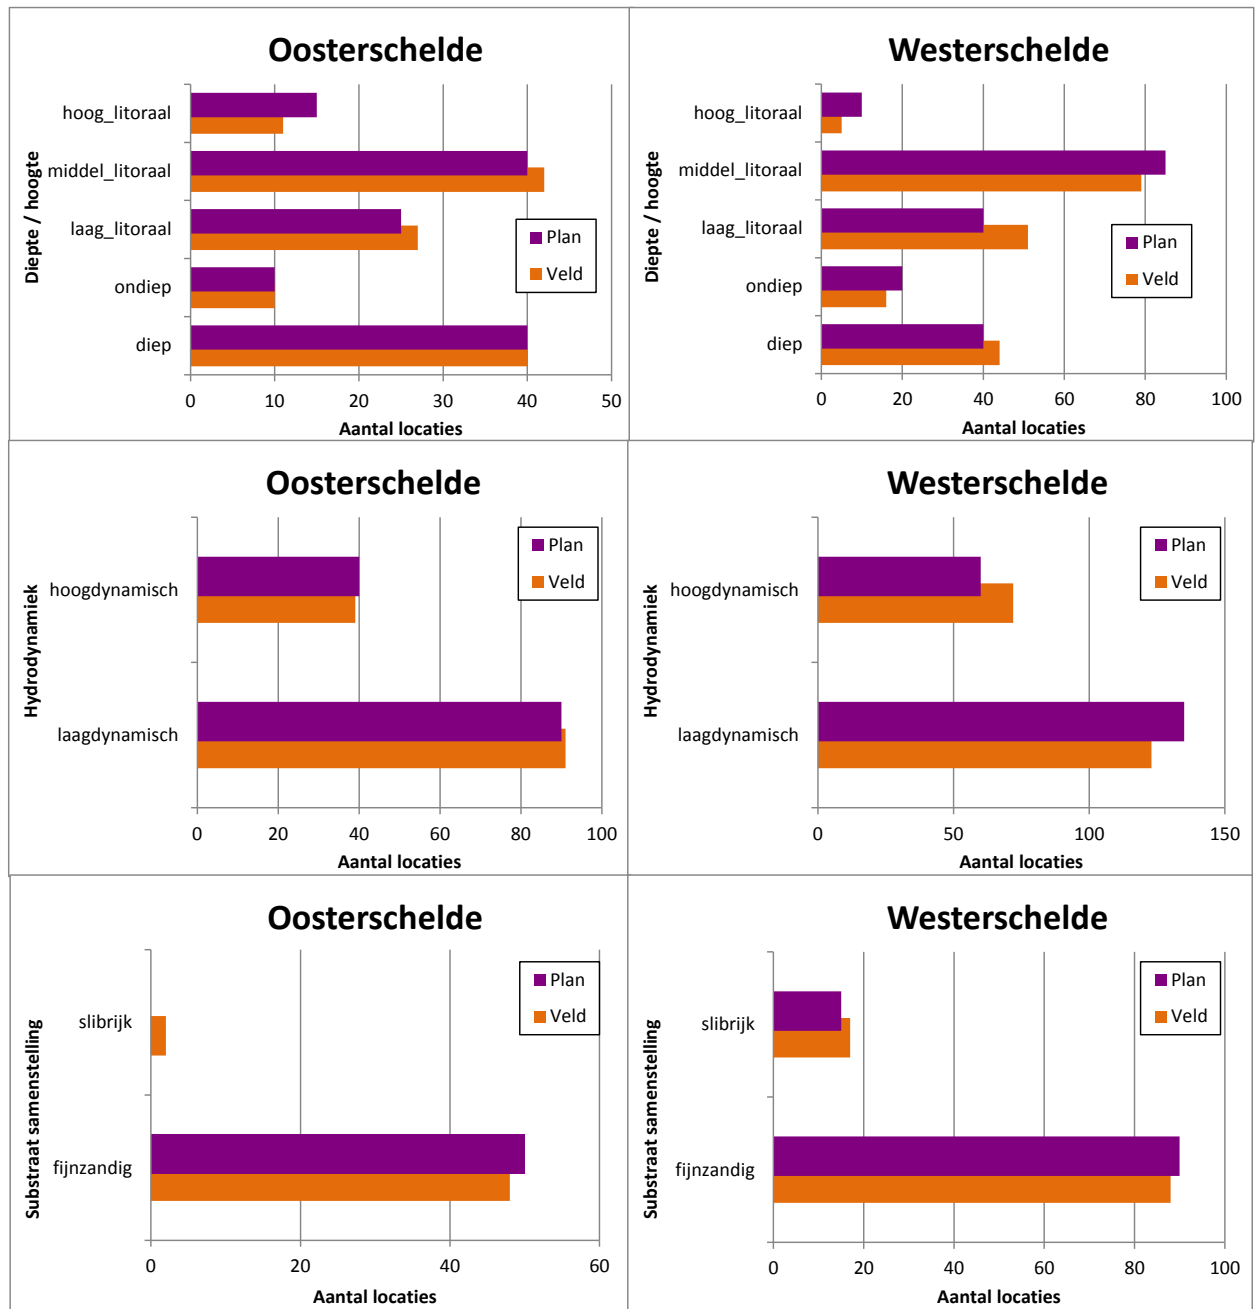 Oosterschelde
Diepte / hoogte
hoog_litoraal
middel_litoraal
laag_litoraal
ondiep
diep
Plan
Veld
0 10 20 30 40 50
Aantal locaties
Westerschelde
Diepte / hoogte
hoog_litoraal
middel_litoraal
laag_litoraal
ondiep
diep
Plan
Veld
0 20 40 60 80 100
Aantal locaties
Oosterschelde
Hydrodynamiek
hoogdynamisch
laagdynamisch
Plan
Veld
0 20 40 60 80 100
Aantal locaties
Westerschelde
Hydrodynamiek
hoogdynamisch
laagdynamisch
Plan
Veld
0 50 100 150
Aantal locaties
Oosterschelde
Substraat samenstelling
slibrijk
fijnzandig
Plan
Veld
0 20 40 60
Aantal locaties
Westerschelde
Substraat samenstelling
slibrijk
fijnzandig
Plan
Veld
0 20 40 60 80 100
Aantal locaties